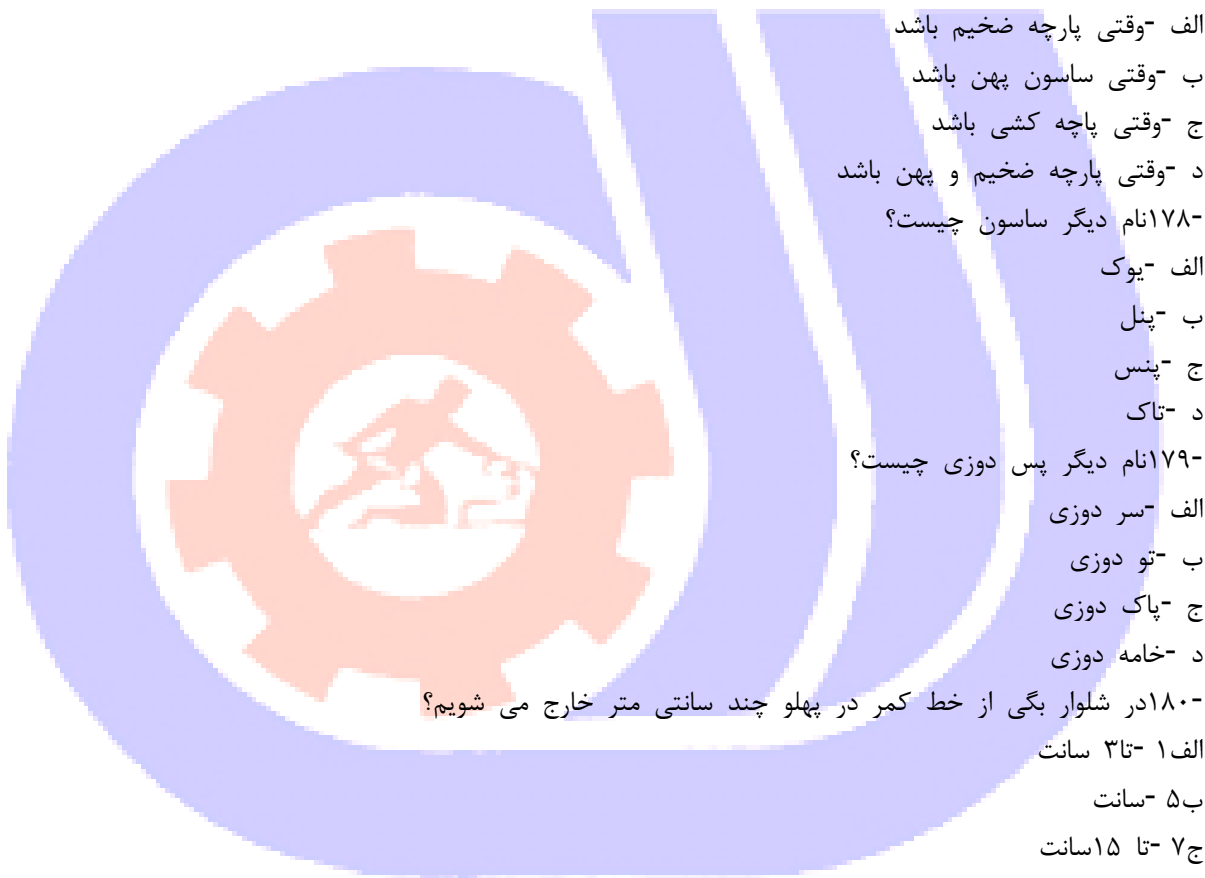 الف -وقتی پارچه ضخیم باشد
ب -وقتی ساسون پهن باشد
ج -وقتی پاچه کشی باشد
د -وقتی پارچه ضخیم و پهن باشد
-۱۷۸نام دیگر ساسون چیست؟
الف -یوک
ب -پنل
ج -پنس
د -تاک
-۱۷۹نام دیگر پس دوزی چیست؟
الف -سر دوزی
ب -تو دوزی
ج -پاک دوزی
د -خامه دوزی
-۱۸۰در شلوار بگی از خط کمر در پهلو چند سانتی متر خارج می شویم؟
الف۱ -تا۳ سانت
ب۵ -سانت
ج۷ -تا ۱۵سانت